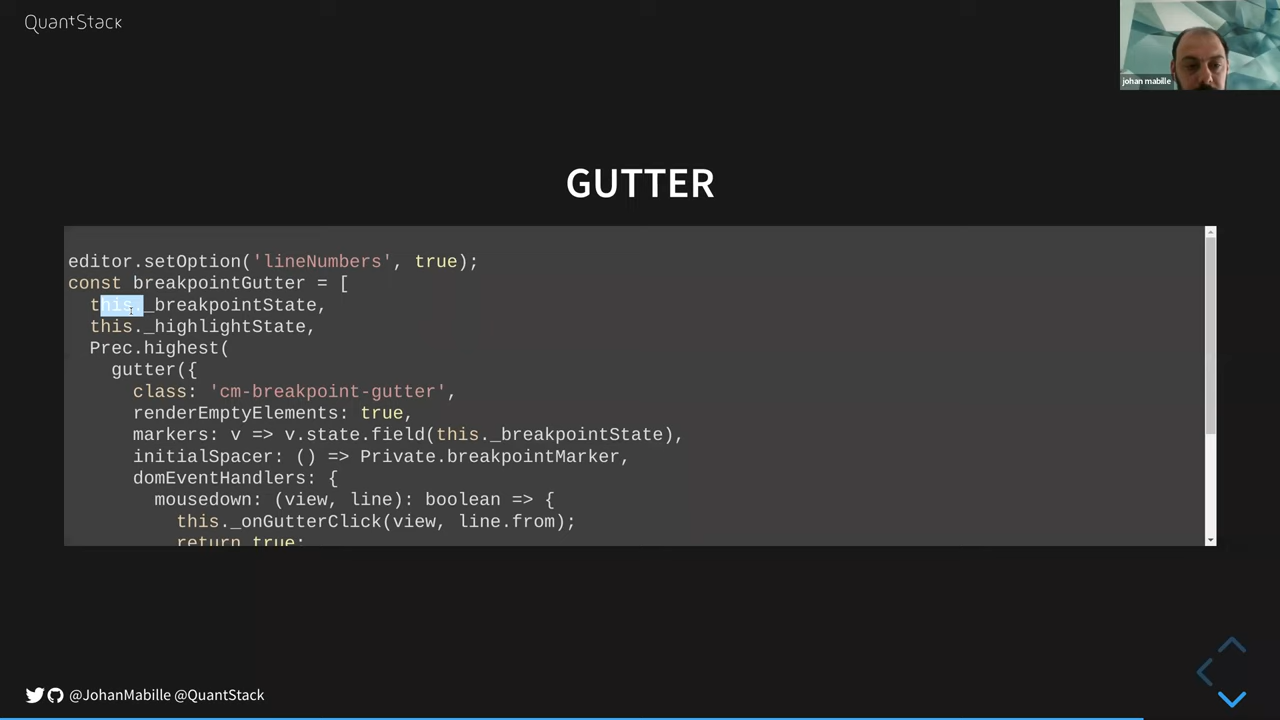 QuantStack
johan mabille
GUTTER
editor.setOption('lineNumbers', true);
const breakpointGutter = [
  this._breakpointState,
  this._highlightState,
  Prec.highest(
    gutter({
      class: 'cm-breakpoint-gutter',
      renderEmptyElements: true,
      markers: v => v.state.field(this._breakpointState),
      initialSpacer: () => Private.breakpointMarker,
      domEventHandlers: {
        mousedown: (view, line): boolean => {
          this._onGutterClick(view, line.from);
          return true;
@JohanMabille @QuantStack